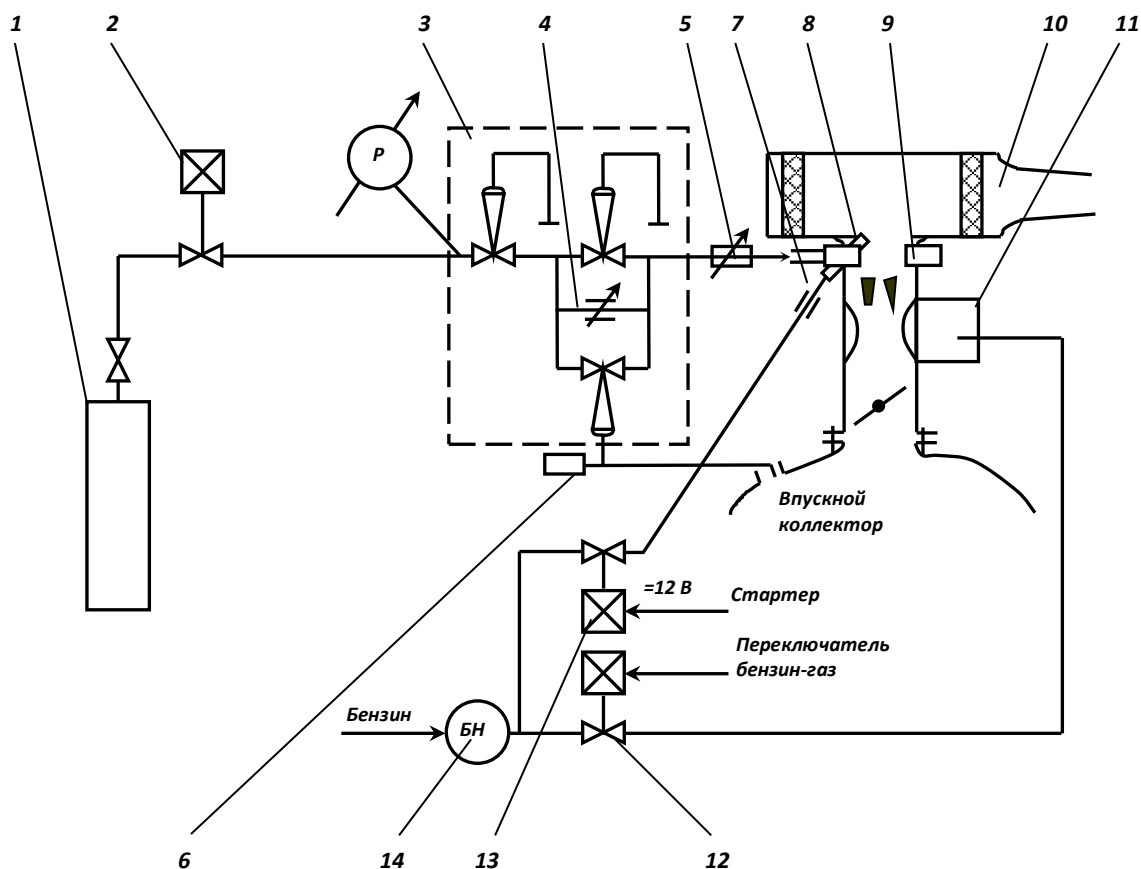 1 2 3 4 5 7 8 9 10 11
P
Впускной
коллектор
=12 В
Стартер
Переключатель
бензин-газ
Бензин
БН
6 14 13 12